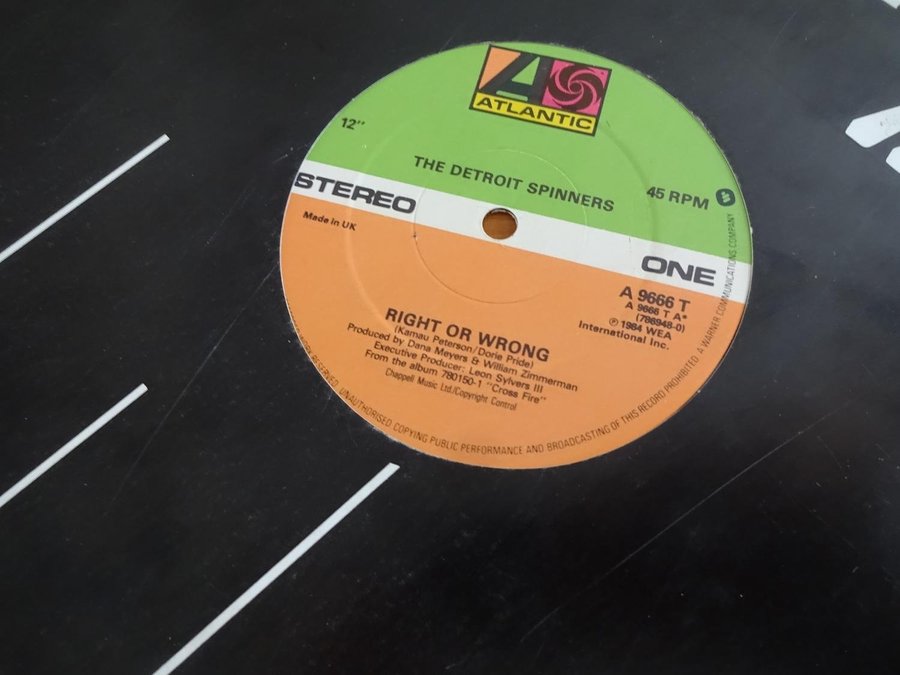 ATLANTIC
12"
THE DETROIT SPINNERS
45 RPM
STEREO
Made in UK
ONE
A 9666 T
A 9666 T A*
(786948-0)
℗ 1984 WEA
International Inc.
RIGHT OR WRONG
(Kamau Peterson/Dorie Pride)
Produced by Dana Meyers & William Zimmerman
Executive Producer: Leon Sylvers III
From the album 780150-1 "Cross Fire"
Chappell Music Ltd./Copyright Control
RESERVED. UNAUTHORISED COPYING PUBLIC PERFORMANCE AND BROADCASTING OF THIS RECORD PROHIBITED A WARNER COMMUNICATIONS COMPANY